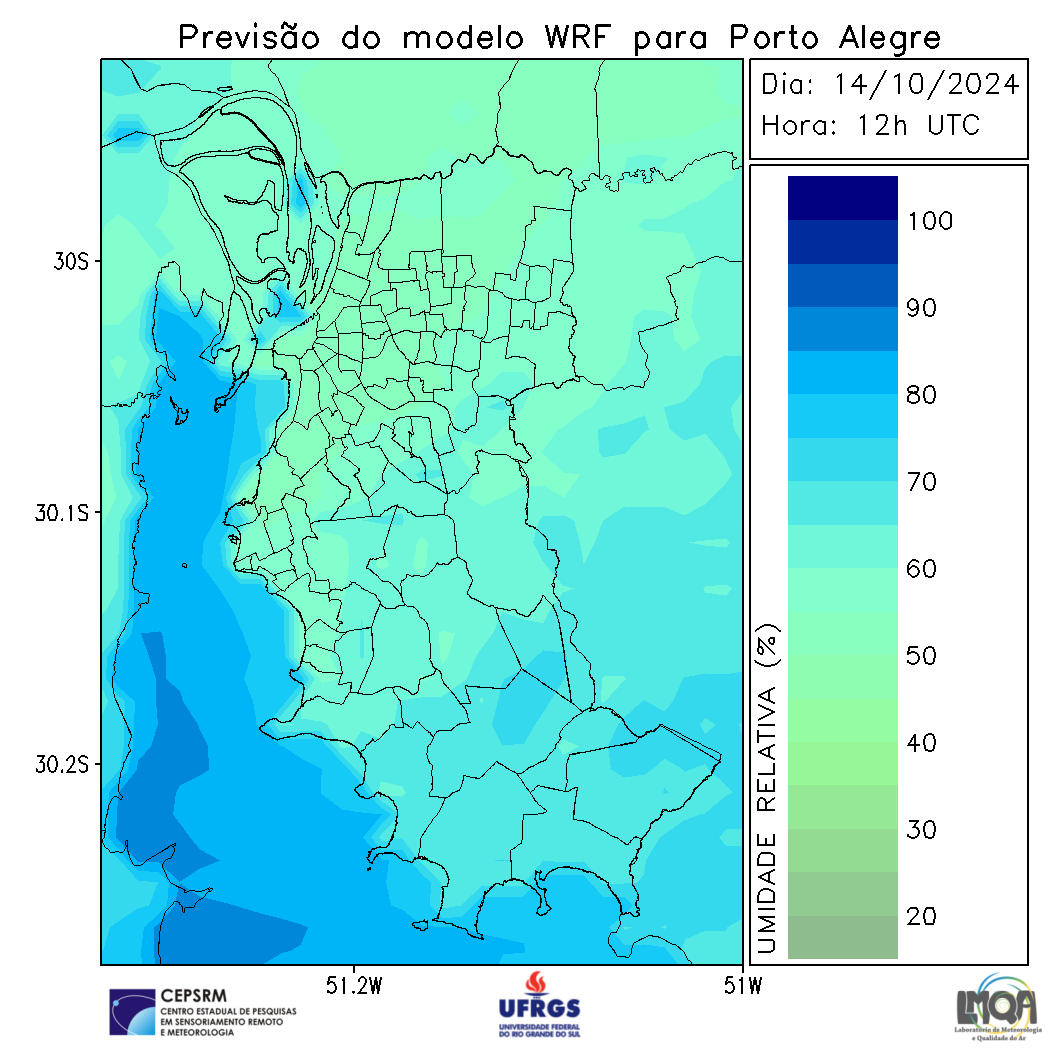 Previsão do modelo WRF para Porto Alegre
Dia: 14/10/2024
Hora: 12h UTC
30S
30.1S
30.2S
51.2W
51W
100
90
80
70
60
50
40
30
20
UMIDADE RELATIVA (%)
CEPSRM
CENTRO ESTADUAL DE PESQUISAS
EM SENSORIAMENTO REMOTO
E METEOROLOGIA
UFRGS
UNIVERSIDADE FEDERAL
DO RIO GRANDE DO SUL
LMQA
Laboratório de Meteorologia
e Qualidade do Ar